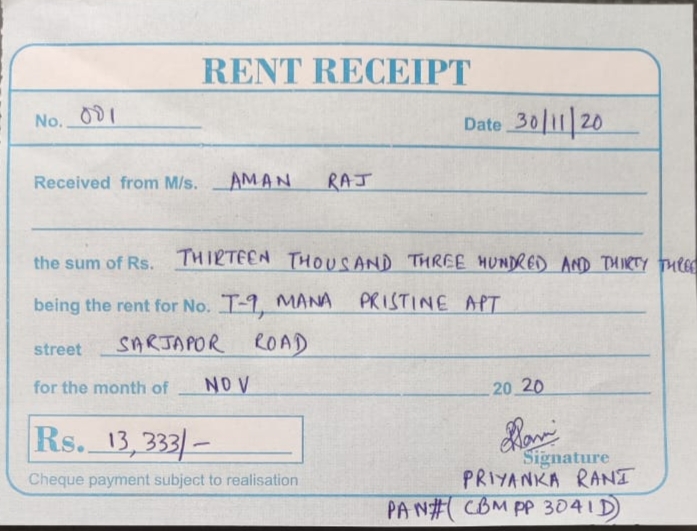 RENT RECEIPT
No. 001 Date 30/11/20
Received from M/s. AMAN RAJ
the sum of Rs. THIRTEEN THOUSAND THREE HUNDRED AND THIRTY THREE
being the rent for No. T-9, MANA PRISTINE APT
street SARJAPOR ROAD
for the month of NOV 20 20
Rs. 13,333/-
Signature
Cheque payment subject to realisation
PRIYANKA RANI
PAN#( CBMPP3041D)